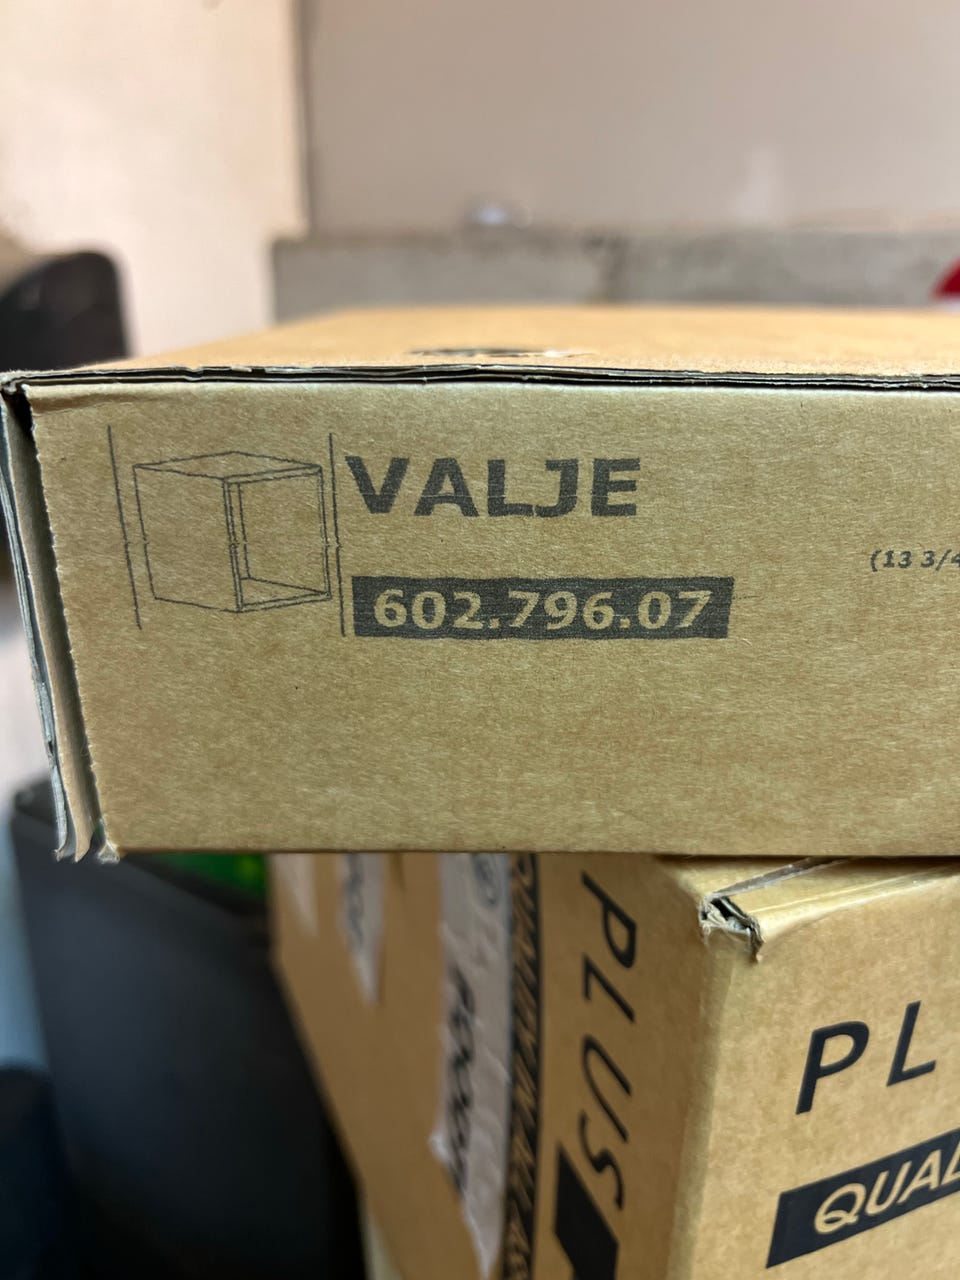 VALJE
(13 3/4
602.796.07
PLUS
PL
QUAL